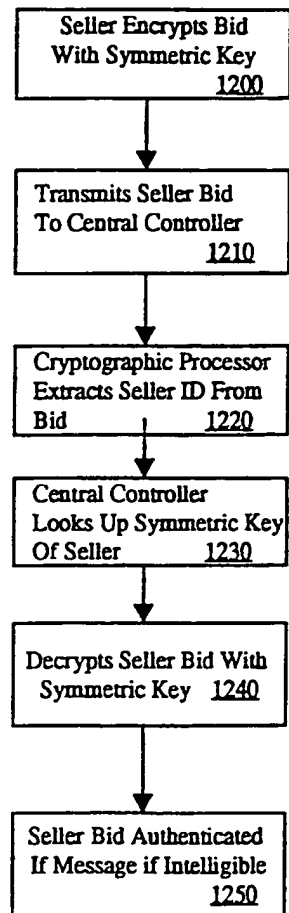 Seller Encrypts Bid
With Symmetric Key
1200
Transmits Seller Bid
To Central Controller
1210
Cryptographic Processor
Extracts Seller ID From
Bid 1220
Central Controller
Looks Up Symmetric Key
Of Seller 1230
Decrypts Seller Bid With
Symmetric Key 1240
Seller Bid Authenticated
If Message if Intelligible
1250